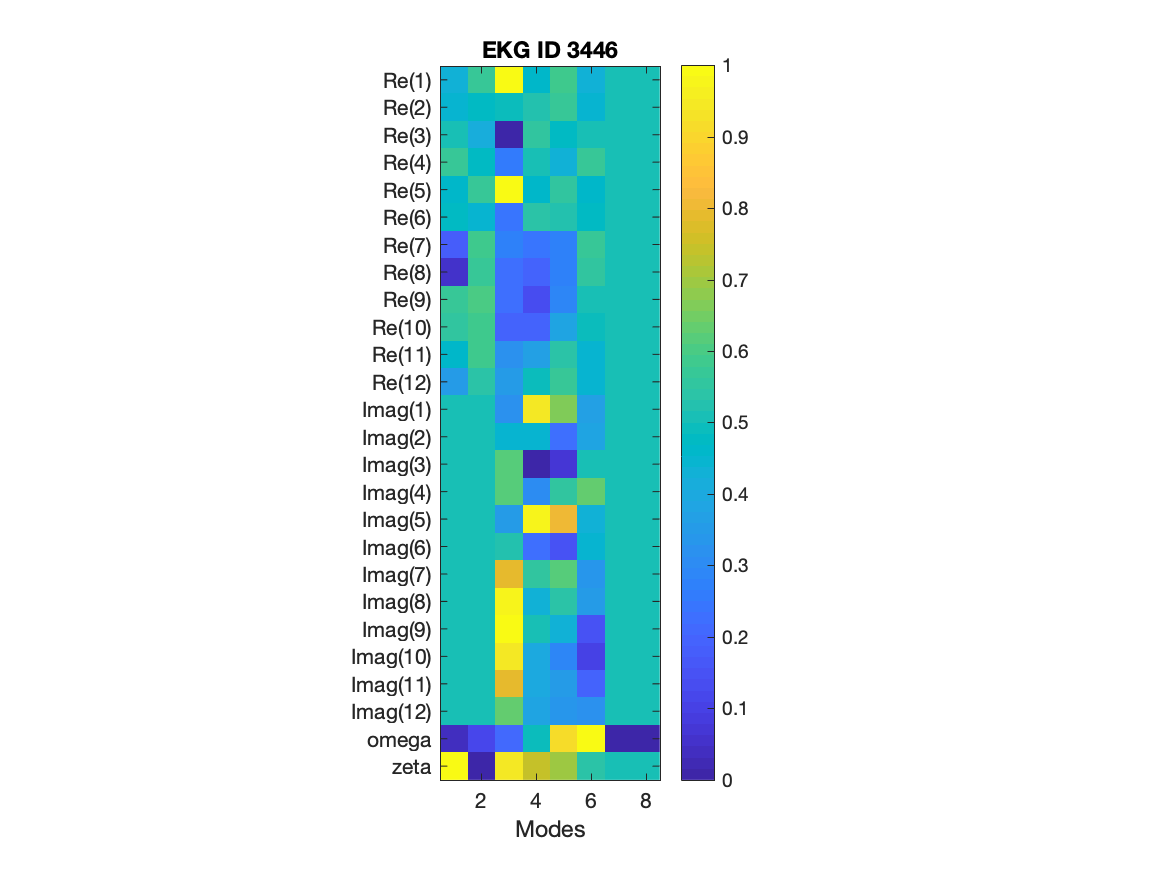 EKG ID 3446
Re(1)
Re(2)
Re(3)
Re(4)
Re(5)
Re(6)
Re(7)
Re(8)
Re(9)
Re(10)
Re(11)
Re(12)
Imag(1)
Imag(2)
Imag(3)
Imag(4)
Imag(5)
Imag(6)
Imag(7)
Imag(8)
Imag(9)
Imag(10)
Imag(11)
Imag(12)
omega
zeta
2 4 6 8
Modes
1
0.9
0.8
0.7
0.6
0.5
0.4
0.3
0.2
0.1
0